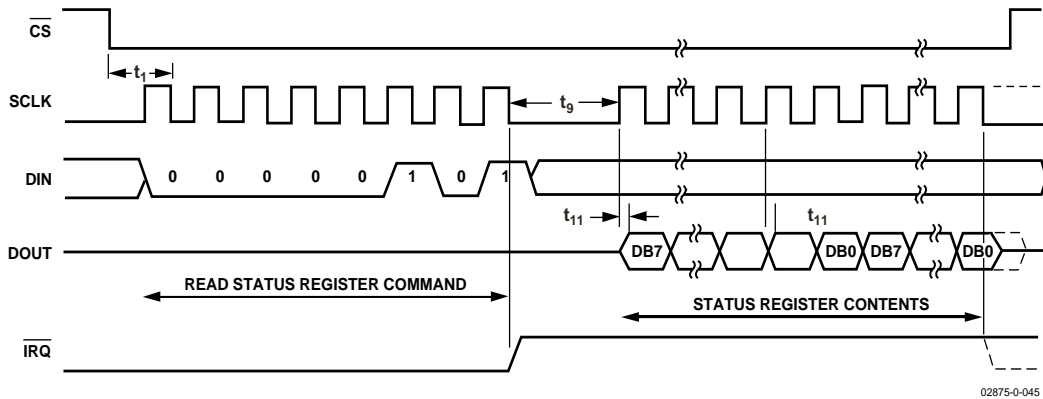 CS
t1
SCLK
t9
DIN
0 0 0 0 0 1 0 1
t11
t11
DOUT
DB7
DB0
DB7
DB0
READ STATUS REGISTER COMMAND
STATUS REGISTER CONTENTS
IRQ
02875-0-045